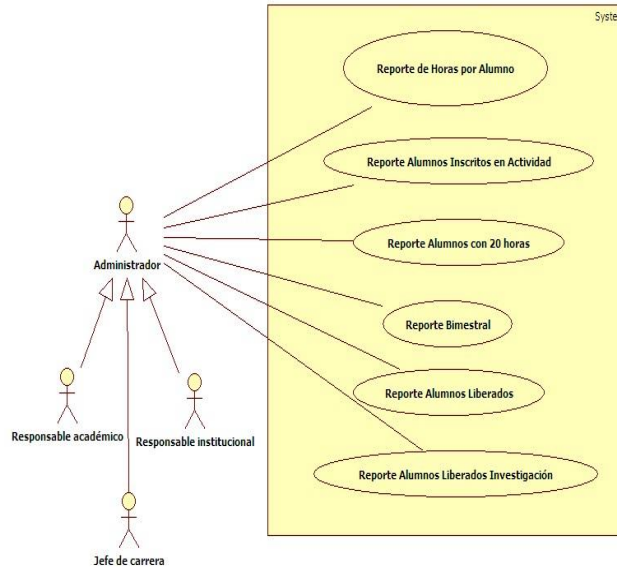 Syste
Reporte de Horas por Alumno
Reporte Alumnos Inscritos en Actividad
Reporte Alumnos con 20 horas
Administrador
Reporte Bimestral
Reporte Alumnos Liberados
Responsable académico
Responsable institucional
Reporte Alumnos Liberados Investigación
Jefe de carrera